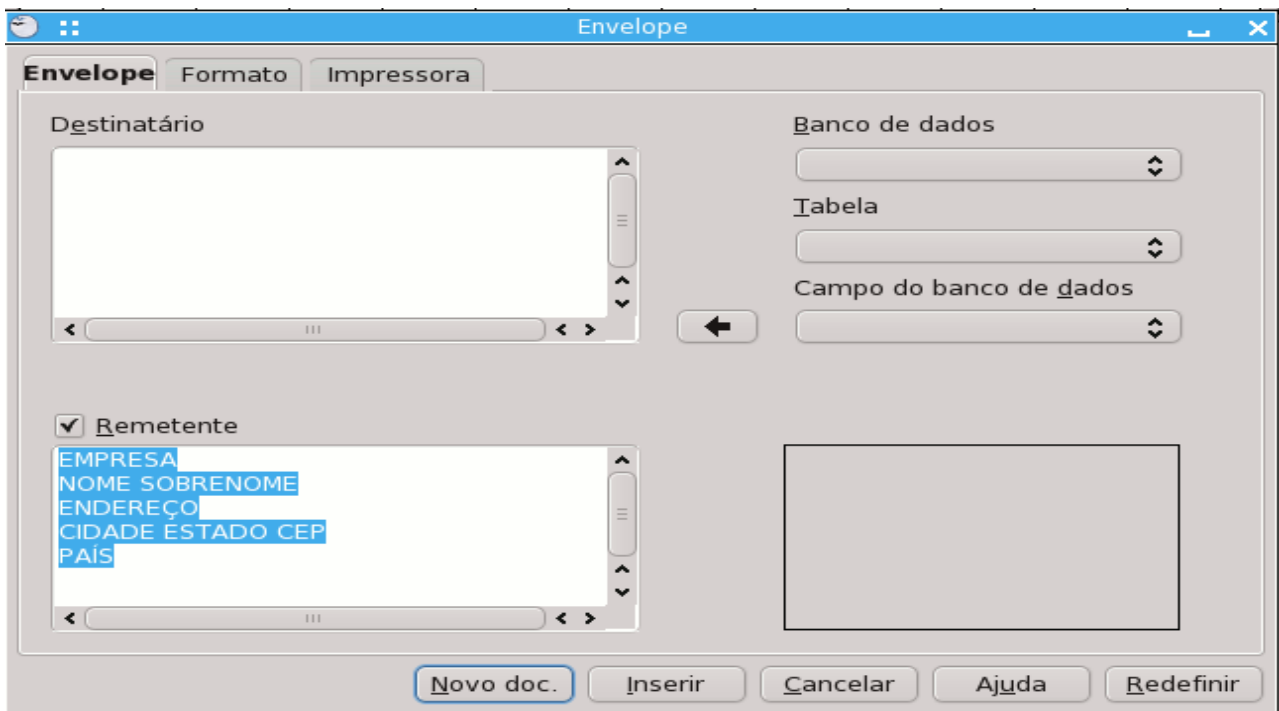 Envelope
Envelope Formato Impressora
Destinatário
Banco de dados
Tabela
Campo do banco de dados
Remetente
EMPRESA
NOME SOBRENOME
ENDEREÇO
CIDADE ESTADO CEP
PAÍS
Novo doc. Inserir Cancelar Ajuda Redefinir